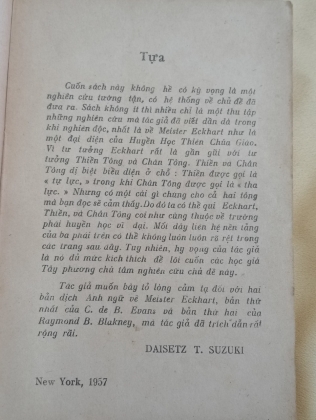 Tựa
Cuốn sách này không hề có kỳ vọng là một
nghiên cứu tường tận, có hệ thống về chủ đề đã
đưa ra. Sách không ít thì nhiều chỉ là một thu tập
những nghiên cứu mà tác giả đã viết dần dà trong
khi nghiền đọc, nhất là về Meister Eckhart như là
một đại diện của Huyền Học Thiên Chúa Giáo.
Vì tư tưởng Eckhart rất là gần gũi với tư
tưởng Thiền Tông và Chân Tông. Thiền và Chân
Tông dị biệt biểu diện ở chỗ : Thiền được gọi là
« tự lực, » trong khi Chân Tông được gọi là « tha
lực. » Nhưng có một cái gì chung cho cả hai tông
mà bạn đọc sẽ cảm thấy. Do đó ta có thể qui Eckhart,
Thiền, và Chân Tông coi như cùng thuộc về trường
phái huyền học vĩ đại. Mối dây liên hệ nền tảng
của ba phái trên có thể không luôn luôn rõ rệt trong
các trang sau đây. Tuy nhiên, hy vọng của tác giả
là nó đủ mức kích thích để lôi cuốn các học giả
Tây phương chú tâm nghiên cứu chủ đề này.
Tác giả muốn bày tỏ lòng cảm tạ đối với hai
bản dịch Anh ngữ về Meister Eckhart, bản thứ
nhất của C. de B. Evans và bản thứ hai của
Raymond B. Blakney, mà tác giả đã trích dẫn rất
rộng rãi.
DAISETZ T. SUZUKI
New York, 1957